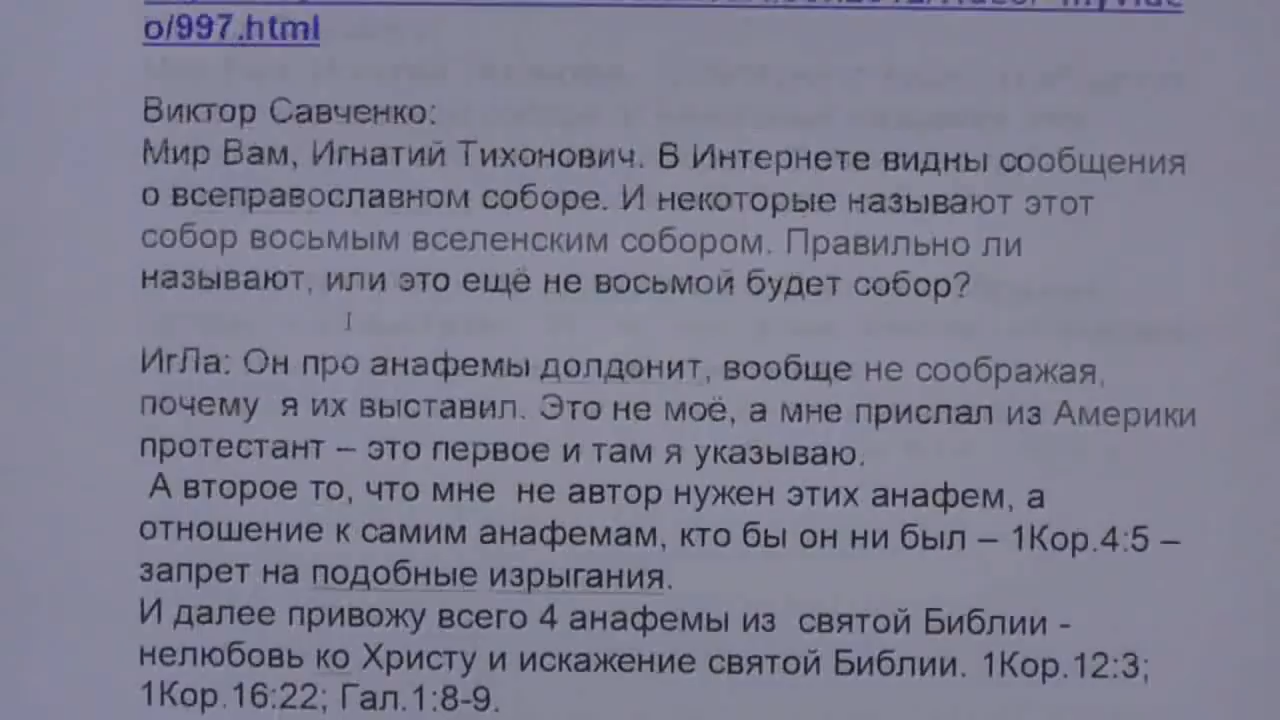 o/997.html
Виктор Савченко:
Мир Вам, Игнатий Тихонович. В Интернете видны сообщения
о всеправославном соборе. И некоторые называют этот
собор восьмым вселенским собором. Правильно ли
называют, или это ещё не восьмой будет собор?
ИгЛа: Он про анафемы долдонит, вообще не соображая,
почему я их выставил. Это не моё, а мне прислал из Америки
протестант – это первое и там я указываю.
А второе то, что мне не автор нужен этих анафем, а
отношение к самим анафемам, кто бы он ни был – 1Кор.4:5 –
запрет на подобные изрыгания.
И далее привожу всего 4 анафемы из святой Библии -
нелюбовь ко Христу и искажение святой Библии. 1Кор.12:3;
1Кор.16:22; Гал.1:8-9.